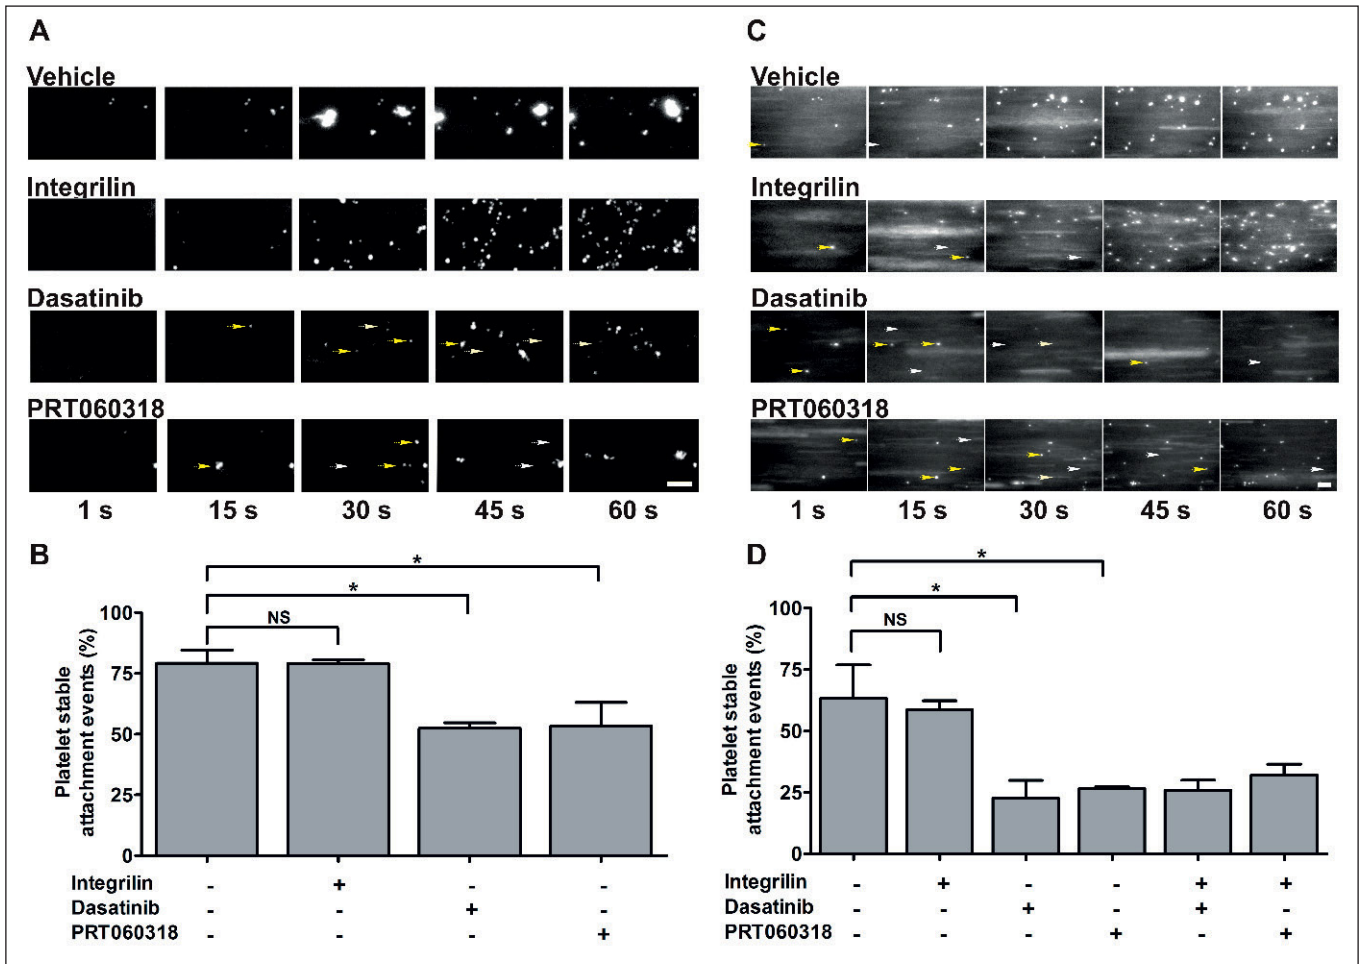 A
Vehicle
Integrilin
Dasatinib
PRT060318
1 s 15 s 30 s 45 s 60 s
B
*
*
NS
Platelet stable
attachment events (%)
100
75
50
25
0
Integrilin - + - -
Dasatinib - - + -
PRT060318 - - - +
C
Vehicle
Integrilin
Dasatinib
PRT060318
1 s 15 s 30 s 45 s 60 s
D
*
*
NS
Platelet stable
attachment events (%)
100
75
50
25
0
Integrilin - + - - + +
Dasatinib - - + - + -
PRT060318 - - - + - +